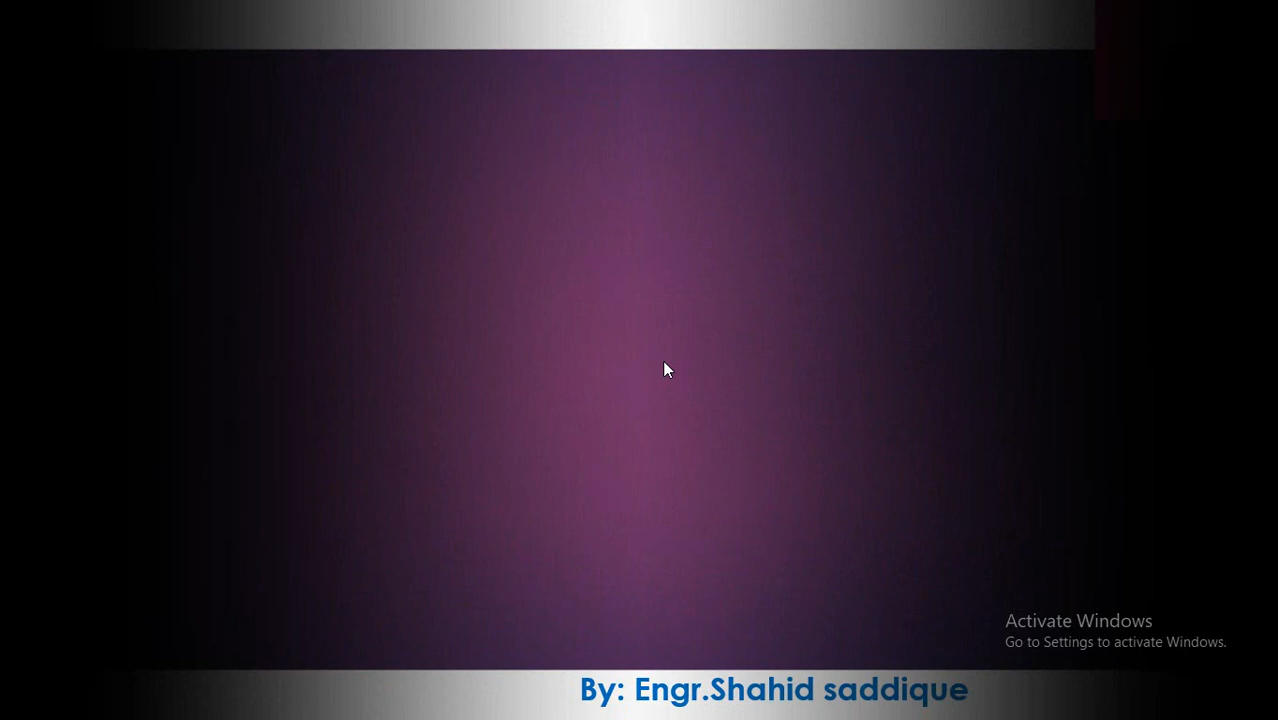 Activate Windows
Go to Settings to activate Windows.
By: Engr.Shahid saddique